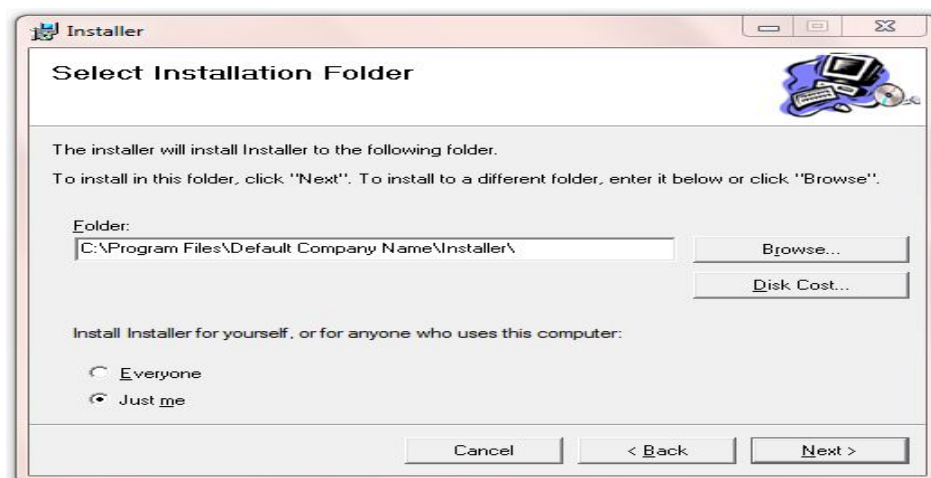 Installer
Select Installation Folder
The installer will install Installer to the following folder.
To install in this folder, click "Next". To install to a different folder, enter it below or click "Browse".
Folder:
C:\Program Files\Default Company Name\Installer\
Browse...
Disk Cost...
Install Installer for yourself, or for anyone who uses this computer:
Everyone
Just me
Cancel
< Back
Next >